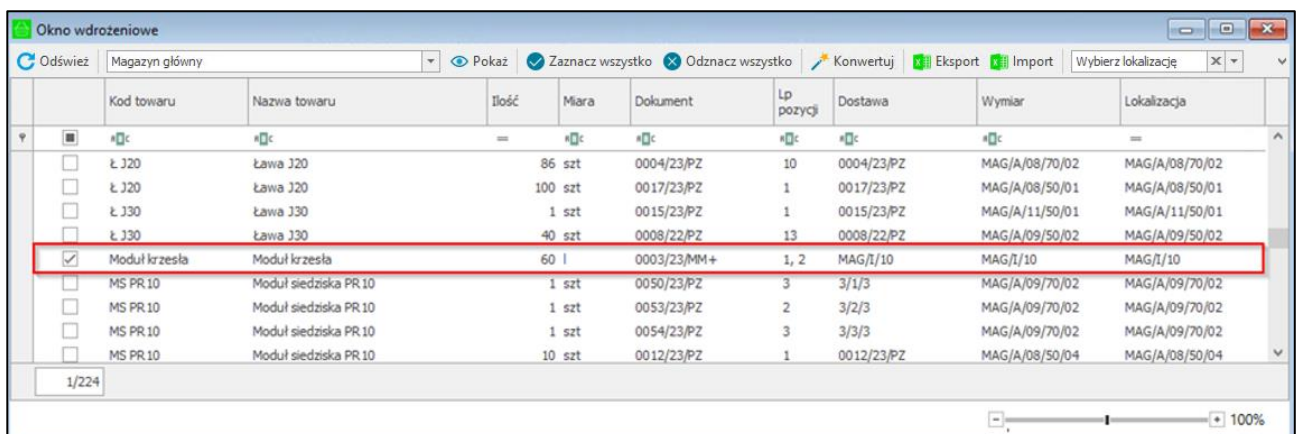 Okno wdrożeniowe
Odśwież Magazyn główny Pokaż Zaznacz wszystko Odznacz wszystko Konwertuj Eksport Import Wybierz lokalizację
Kod towaru Nazwa towaru Ilość Miara Dokument Lp pozycji Dostawa Wymiar Lokalizacja
Ł J20 Ława J20 86 szt 0004/23/PZ 10 0004/23/PZ MAG/A/08/70/02 MAG/A/08/70/02
Ł J20 Ława J20 100 szt 0017/23/PZ 1 0017/23/PZ MAG/A/08/50/01 MAG/A/08/50/01
Ł J30 Ława J30 1 szt 0015/23/PZ 1 0015/23/PZ MAG/A/11/50/01 MAG/A/11/50/01
Ł J30 Ława J30 40 szt 0008/22/PZ 13 0008/22/PZ MAG/A/09/50/02 MAG/A/09/50/02
Moduł krzesła Moduł krzesła 60 0003/23/MM+ 1, 2 MAG/I/10 MAG/I/10 MAG/I/10
MS PR10 Moduł siedziska PR10 1 szt 0050/23/PZ 3 3/1/3 MAG/A/09/70/02 MAG/A/09/70/02
MS PR10 Moduł siedziska PR10 1 szt 0053/23/PZ 2 3/2/3 MAG/A/09/70/02 MAG/A/09/70/02
MS PR10 Moduł siedziska PR10 1 szt 0054/23/PZ 3 3/3/3 MAG/A/09/70/02 MAG/A/09/70/02
MS PR10 Moduł siedziska PR10 10 szt 0012/23/PZ 1 0012/23/PZ MAG/A/08/50/04 MAG/A/08/50/04
1/224
100%